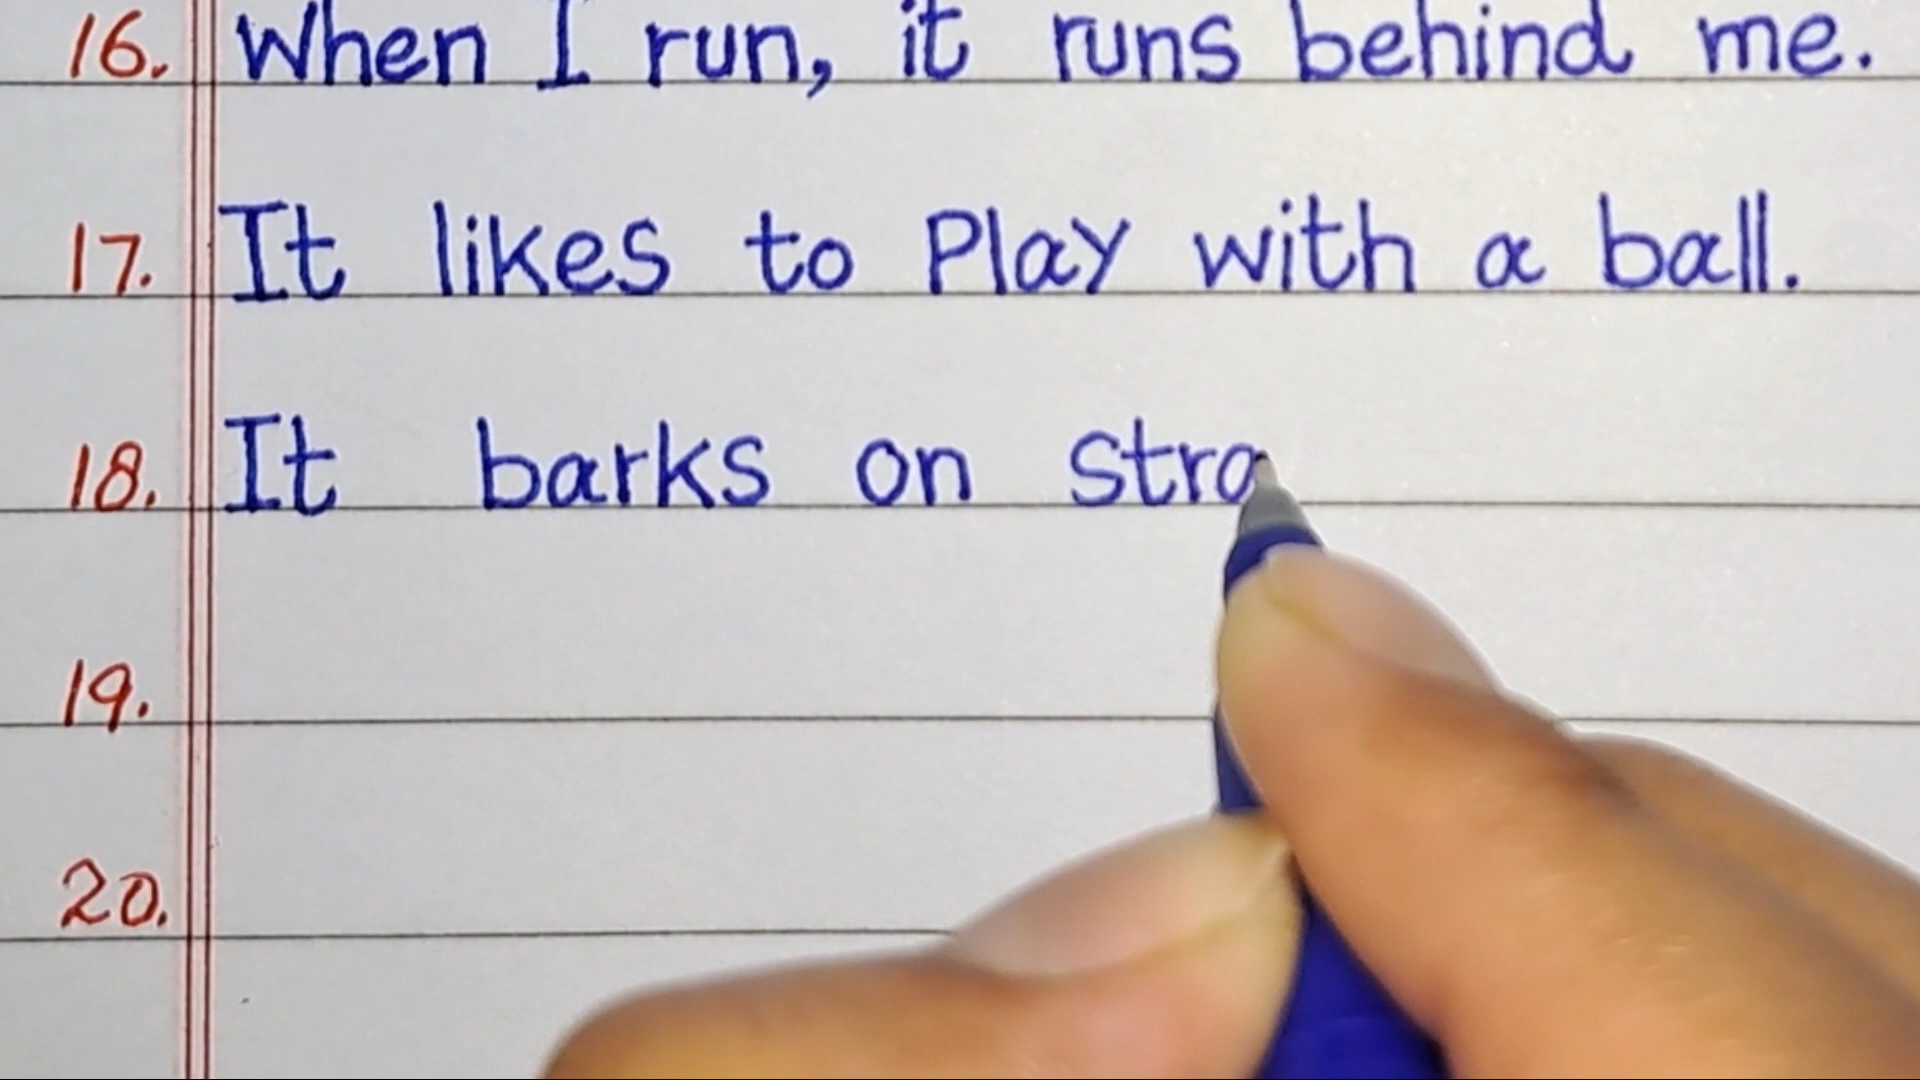 16. When I run, it runs behind me.
17. It likes to Play with a ball.
18. It barks on stra
19.
20.